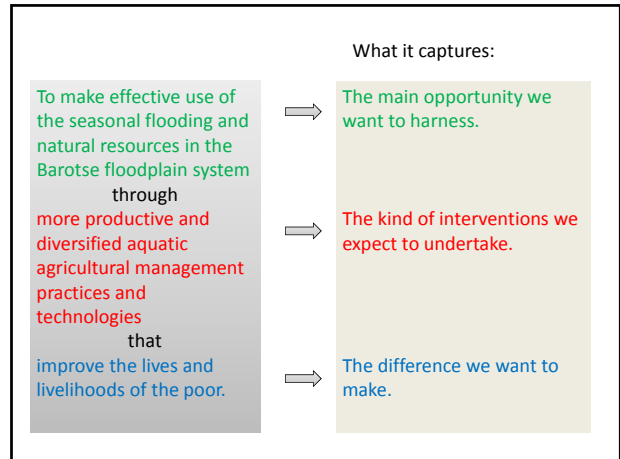 What it captures:
To make effective use of
the seasonal flooding and
natural resources in the
Barotse floodplain system
through
more productive and
diversified aquatic
agricultural management
practices and
technologies
that
improve the lives and
livelihoods of the poor.
The main opportunity we
want to harness.
The kind of interventions we
expect to undertake.
The difference we want to
make.